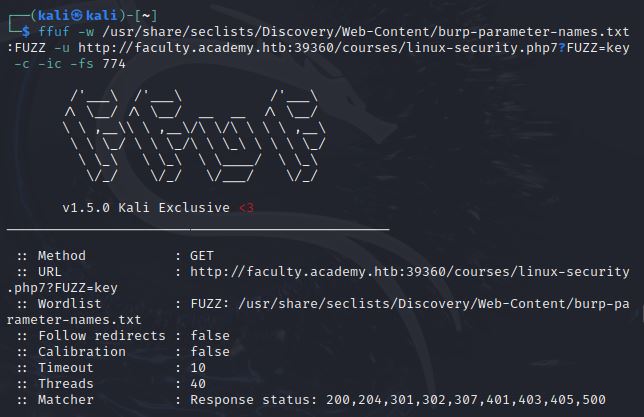 ┌──(kali㉿kali)-[~]
└─$ ffuf -w /usr/share/seclists/Discovery/Web-Content/burp-parameter-names.txt
:FUZZ -u http://faculty.academy.htb:39360/courses/linux-security.php7?FUZZ=key
-c -ic -fs 774
v1.5.0 Kali Exclusive <3
:: Method : GET
:: URL : http://faculty.academy.htb:39360/courses/linux-security
.php7?FUZZ=key
:: Wordlist : FUZZ: /usr/share/seclists/Discovery/Web-Content/burp-pa
rameter-names.txt
:: Follow redirects : false
:: Calibration : false
:: Timeout : 10
:: Threads : 40
:: Matcher : Response status: 200,204,301,302,307,401,403,405,500